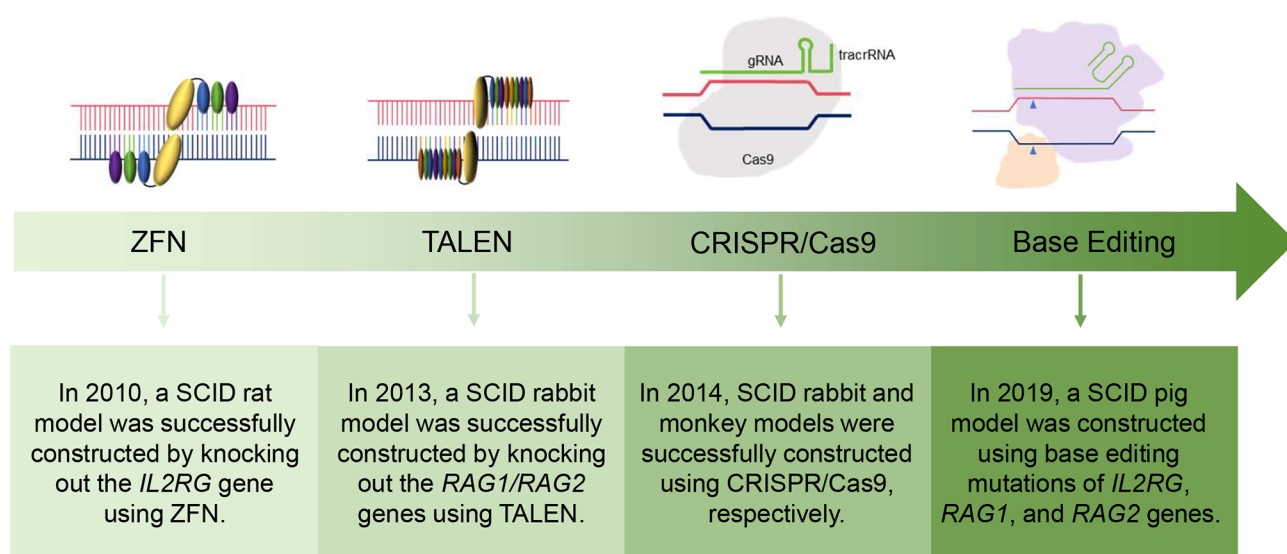 gRNA
tracrRNA
Cas9
ZFN
TALEN
CRISPR/Cas9
Base Editing
In 2010, a SCID rat
model was successfully
constructed by knocking
out the IL2RG gene
using ZFN.
In 2013, a SCID rabbit
model was successfully
constructed by knocking
out the RAG1/RAG2
genes using TALEN.
In 2014, SCID rabbit and
monkey models were
successfully constructed
using CRISPR/Cas9,
respectively.
In 2019, a SCID pig
model was constructed
using base editing
mutations of IL2RG,
RAG1, and RAG2 genes.